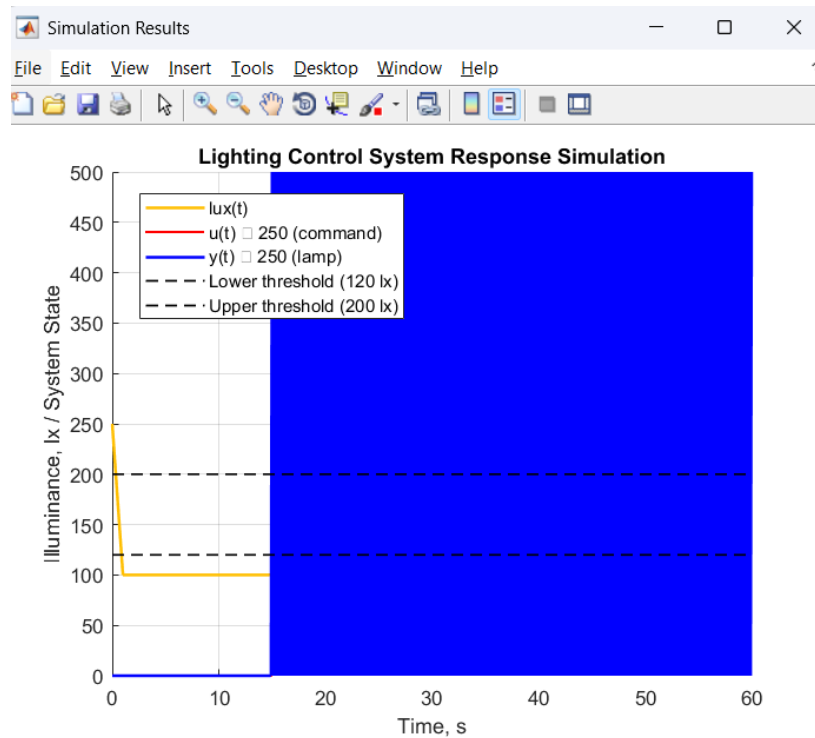 Simulation Results
File Edit View Insert Tools Desktop Window Help
Lighting Control System Response Simulation
500
450
400
350
300
250
200
150
100
50
0
Illuminance, lx / System State
lux(t)
u(t) □ 250 (command)
y(t) □ 250 (lamp)
Lower threshold (120 lx)
Upper threshold (200 lx)
0 10 20 30 40 50 60
Time, s